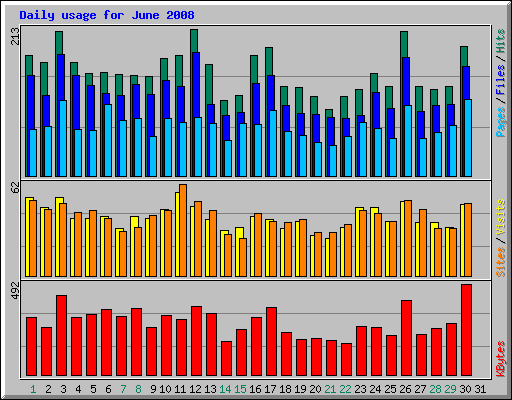 Daily usage for June 2008
213
Pages / Files / Hits
62
Sites / Visits
492
KBytes
1 2 3 4 5 6 7 8 9 10 11 12 13 14 15 16 17 18 19 20 21 22 23 24 25 26 27 28 29 30 31